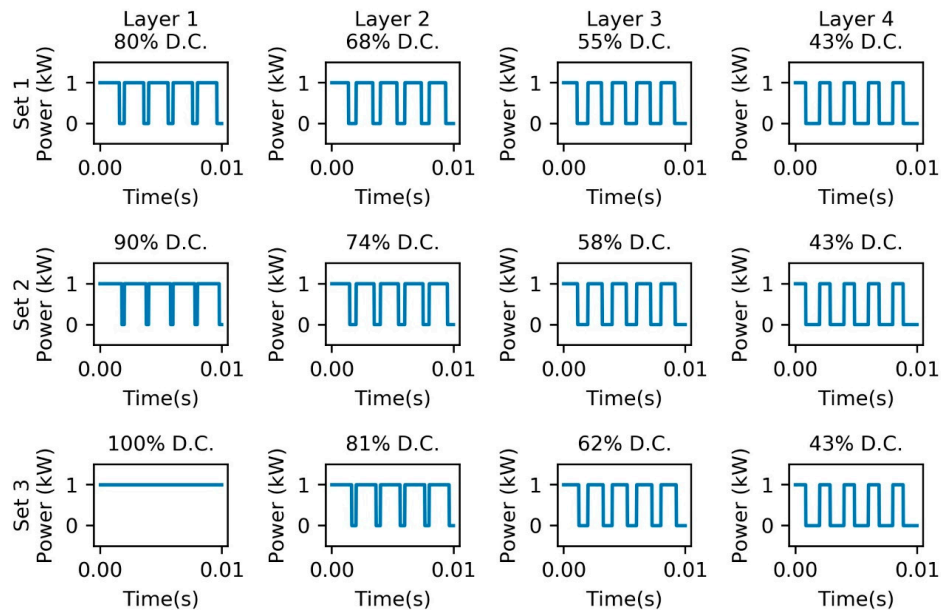 Layer 1 Layer 2 Layer 3 Layer 4
80% D.C. 68% D.C. 55% D.C. 43% D.C.
Set 1
Power (kW) Power (kW) Power (kW) Power (kW)
1 1 1 1
0 0 0 0
0.00 0.01 0.00 0.01 0.00 0.01 0.00 0.01
Time(s) Time(s) Time(s) Time(s)
90% D.C. 74% D.C. 58% D.C. 43% D.C.
Set 2
Power (kW) Power (kW) Power (kW) Power (kW)
1 1 1 1
0 0 0 0
0.00 0.01 0.00 0.01 0.00 0.01 0.00 0.01
Time(s) Time(s) Time(s) Time(s)
100% D.C. 81% D.C. 62% D.C. 43% D.C.
Set 3
Power (kW) Power (kW) Power (kW) Power (kW)
1 1 1 1
0 0 0 0
0.00 0.01 0.00 0.01 0.00 0.01 0.00 0.01
Time(s) Time(s) Time(s) Time(s)